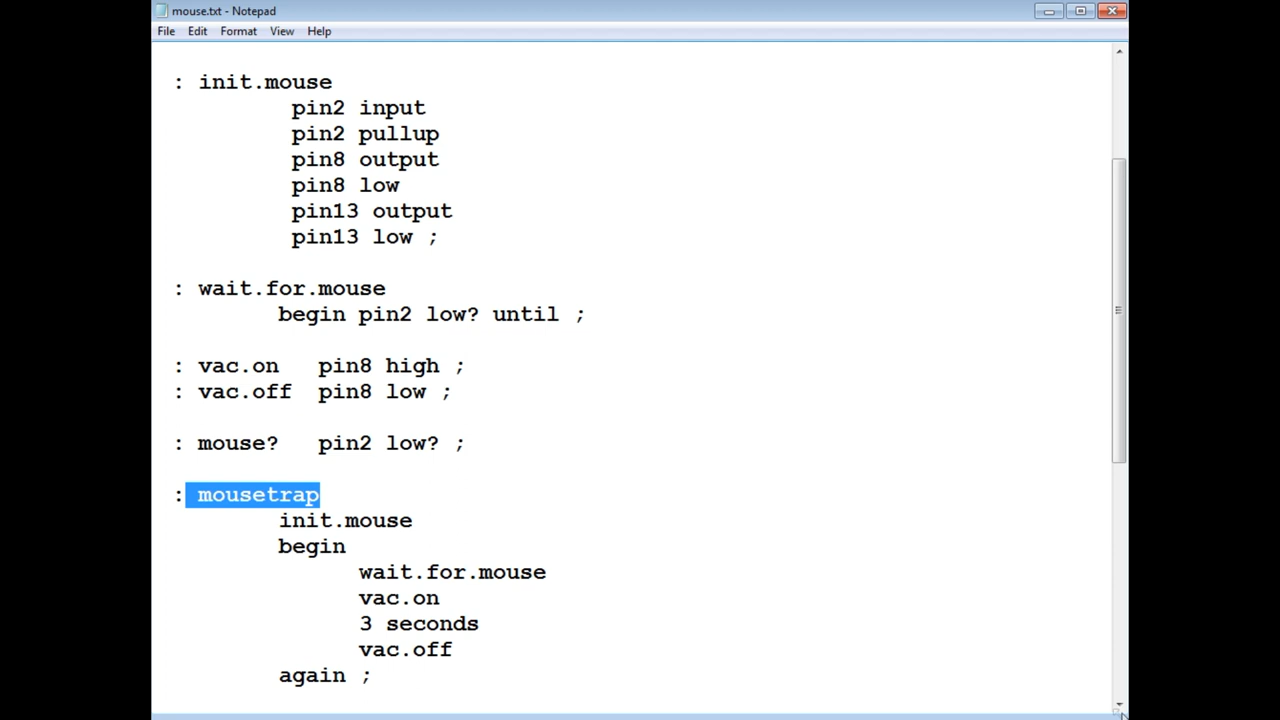 mouse.txt - Notepad
File Edit Format View Help
: init.mouse
pin2 input
pin2 pullup
pin8 output
pin8 low
pin13 output
pin13 low ;
: wait.for.mouse
begin pin2 low? until ;
: vac.on pin8 high ;
: vac.off pin8 low ;
: mouse? pin2 low? ;
: mousetrap
init.mouse
begin
wait.for.mouse
vac.on
3 seconds
vac.off
again ;